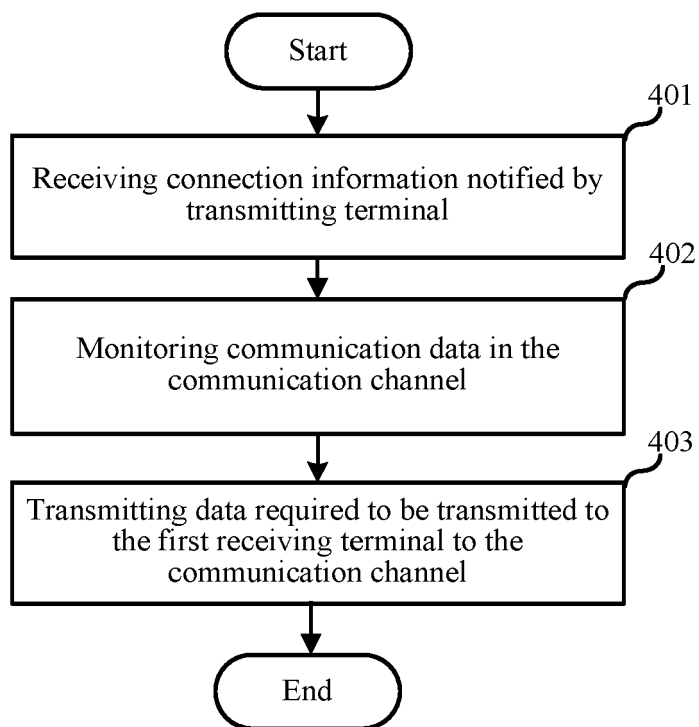 Start
401
Receiving connection information notified by
transmitting terminal
402
Monitoring communication data in the
communication channel
403
Transmitting data required to be transmitted to
the first receiving terminal to the
communication channel
End